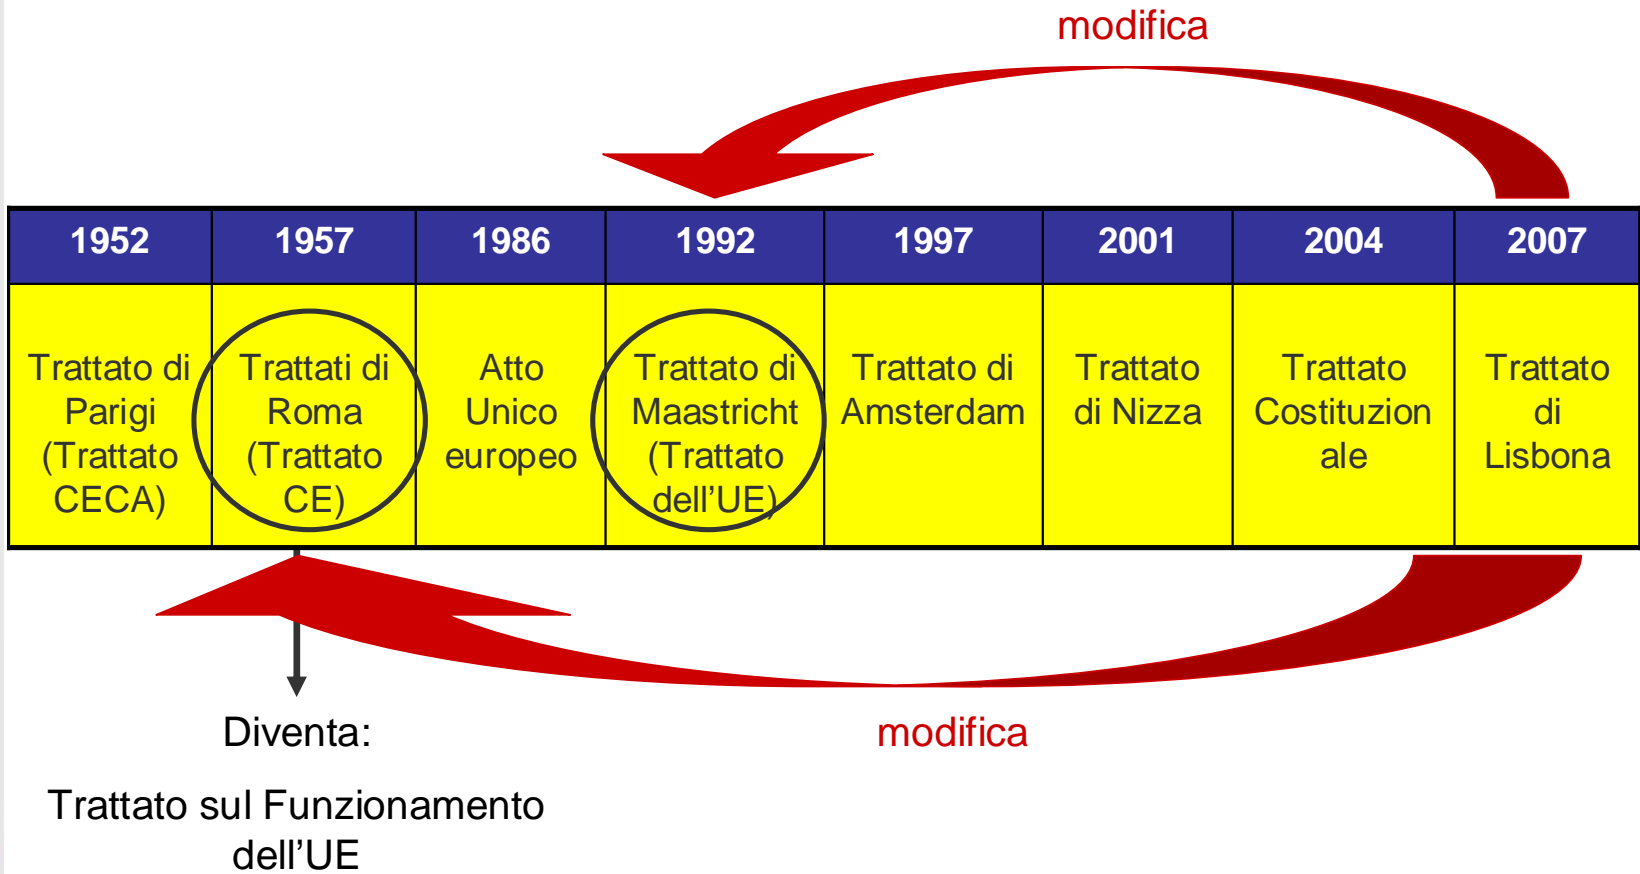 modifica
1952 1957 1986 1992 1997 2001 2004 2007
Trattato di
Parigi
(Trattato
CECA)
Trattati di
Roma
(Trattato
CE)
Atto
Unico
europeo
Trattato di
Maastricht
(Trattato
dell’UE)
Trattato di
Amsterdam
Trattato
di Nizza
Trattato
Costituzion
ale
Trattato
di
Lisbona
Diventa:
modifica
Trattato sul Funzionamento
dell’UE